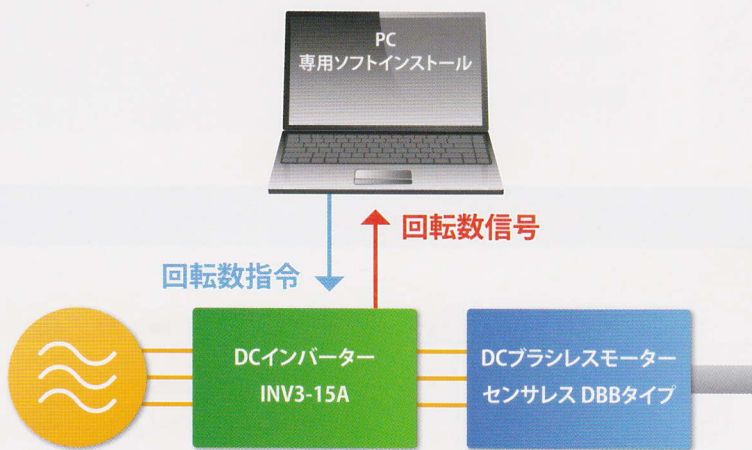 PC
専用ソフトインストール
回転数信号
回転数指令
DCインバーター
INV3-15A
DCブラシレスモーター
センサレス DBBタイプ